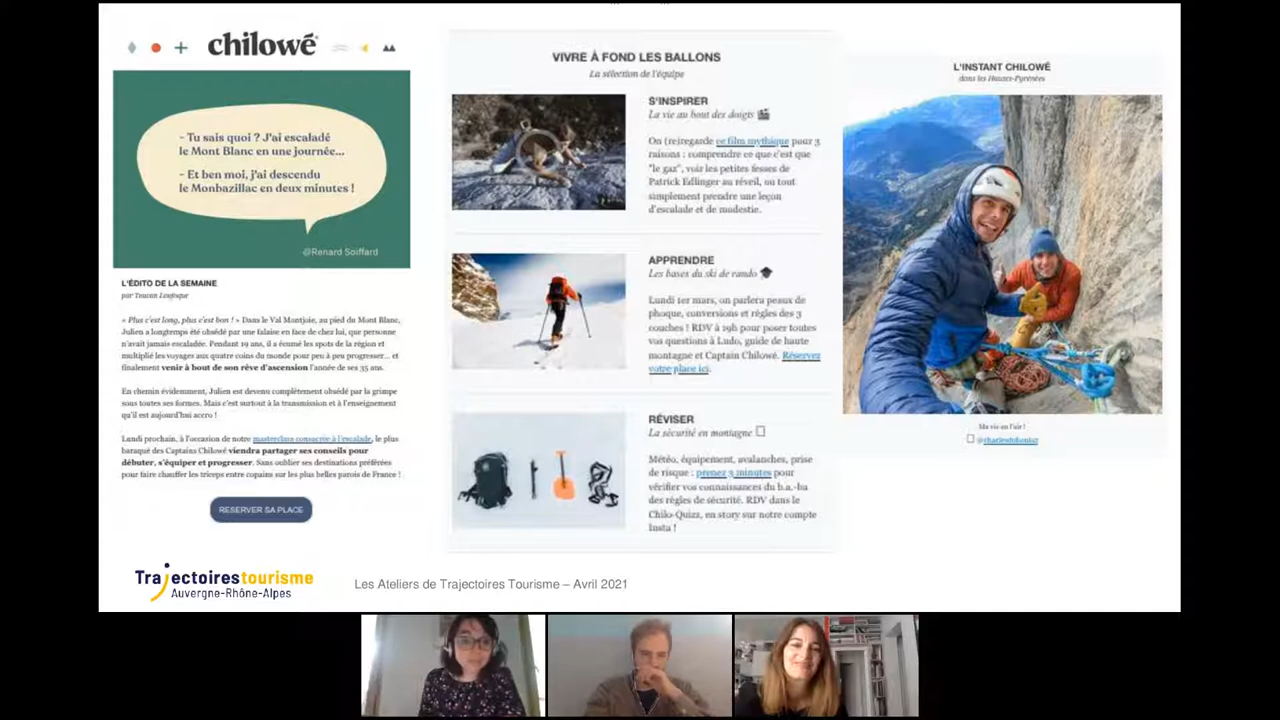 chilowé
- Tu sais quoi ? J'ai escaladé
le Mont Blanc en une journée...
- Et ben moi, j'ai descendu
le Monbazillac en deux minutes !
@Renard Soiffard
L'ÉDITO DE LA SEMAINE
par Toucan Leufoque
« Plus c'est long, plus c'est bon ! » Dans le Val Montjoie, au pied du Mont Blanc,
Julien a longtemps été obsédé par une falaise en face de chez lui, que personne
n'avait jamais escaladée. Pendant 19 ans, il a écumé les spots de la région et
multiplié les voyages aux quatre coins du monde pour peu à peu progresser... et
finalement venir à bout de son rêve d'ascension l'année de ses 35 ans.
En chemin évidemment, Julien est devenu complètement obsédé par la grimpe
sous toutes ses formes. Mais c'est surtout à la transmission et à l'enseignement
qu'il est aujourd'hui accro !
Lundi prochain, à l'occasion de notre masterclass consacrée à l'escalade, le plus
baraqué des Captains Chilowé viendra partager ses conseils pour
débuter, s'équiper et progresser. Sans oublier ses destinations préférées
pour faire chauffer les triceps entre copains sur les plus belles parois de France !
RESERVER SA PLACE
VIVRE À FOND LES BALLONS
La sélection de l'équipe
S'INSPIRER
La vie au bout des doigts
On (re)regarde ce film mythique pour 3
raisons : comprendre ce que c'est que
"le gaz", voir les petites fesses de
Patrick Edlinger au réveil, ou tout
simplement prendre une leçon
d'escalade et de modestie.
APPRENDRE
Les bases du ski de rando
Lundi 1er mars, on parlera peaux de
phoque, conversions et règles des 3
couches ! RDV à 19h pour poser toutes
vos questions à Ludo, guide de haute
montagne et Captain Chilowé. Réservez
votre place ici.
RÉVISER
La sécurité en montagne
Météo, équipement, avalanches, prise
de risque : prenez 3 minutes pour
vérifier vos connaissances du b.a.-ba
des règles de sécurité. RDV dans le
Chilo-Quizz, en story sur notre compte
Insta !
L'INSTANT CHILOWÉ
dans les Hautes-Pyrénées
Ma vie en l'air !
@charlesdubouloz
Trajectoirestourisme
Auvergne-Rhône-Alpes
Les Ateliers de Trajectoires Tourisme – Avril 2021